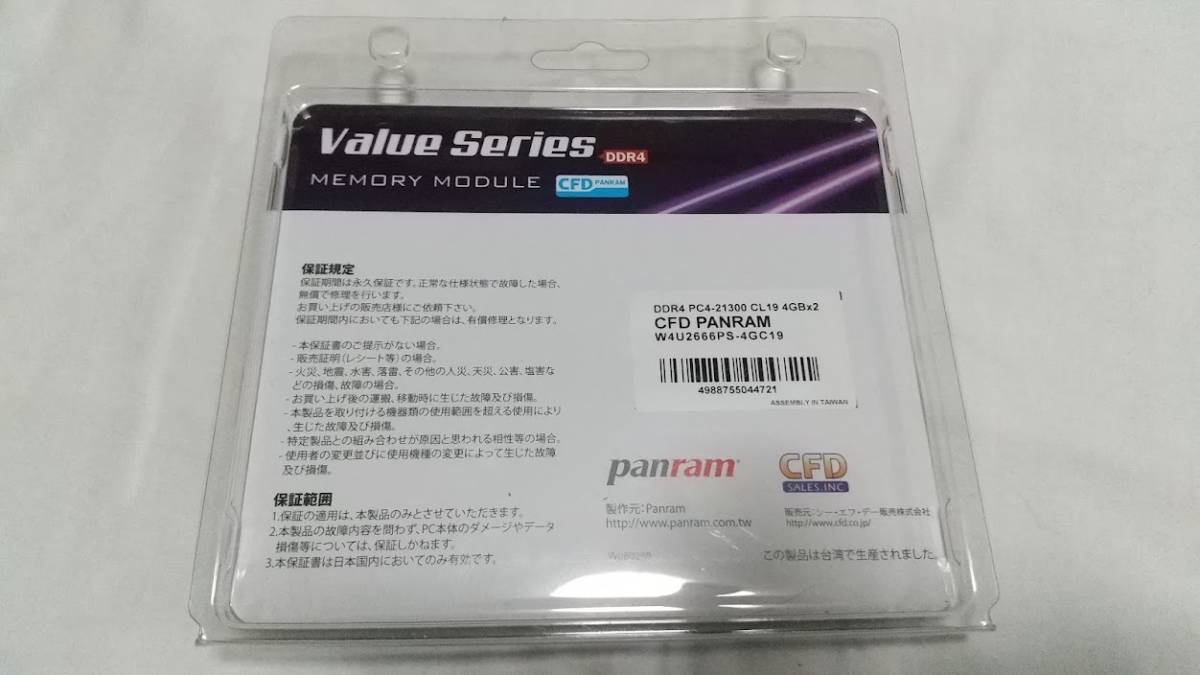 Value Series DDR4
MEMORY MODULE CFD PANRAM
保証規定
保証期間は永久保証です。正常な仕様状態で故障した場合、
無償で修理を行います。
お買い上げの販売店様にご依頼下さい。
保証期間内においても下記の場合は、有償修理となります。
- 本保証書のご提示がない場合。
- 販売証明(レシート等)の場合。
- 火災、地震、水害、落雷、その他の人災、天災、公害、塩害な
どの損傷、故障の場合。
- お買い上げ後の運搬、移動時に生じた故障及び損傷。
- 本製品を取り付ける機器類の使用範囲を超える使用により
、生じた故障及び損傷。
- 特定製品との組み合わせが原因と思われる相性等の場合。
- 使用者の変更並びに使用機種の変更によって生じた故障
及び損傷。
保証範囲
1.保証の適用は、本製品のみとさせていただきます。
2.本製品の故障内容を問わず、PC本体のダメージやデータ
損傷等については、保証しかねます。
3.本保証書は日本国内においてのみ有効です。
DDR4 PC4-21300 CL19 4GBx2
CFD PANRAM
W4U2666PS-4GC19
4988755044721
ASSEMBLY IN TAIWAN
panram
製作元:Panram
http://www.panram.com.tw
CFD
SALES.INC
販売元:シー・エフ・デー販売株式会社
http://www.cfd.co.jp/
この製品は台湾で生産されました。